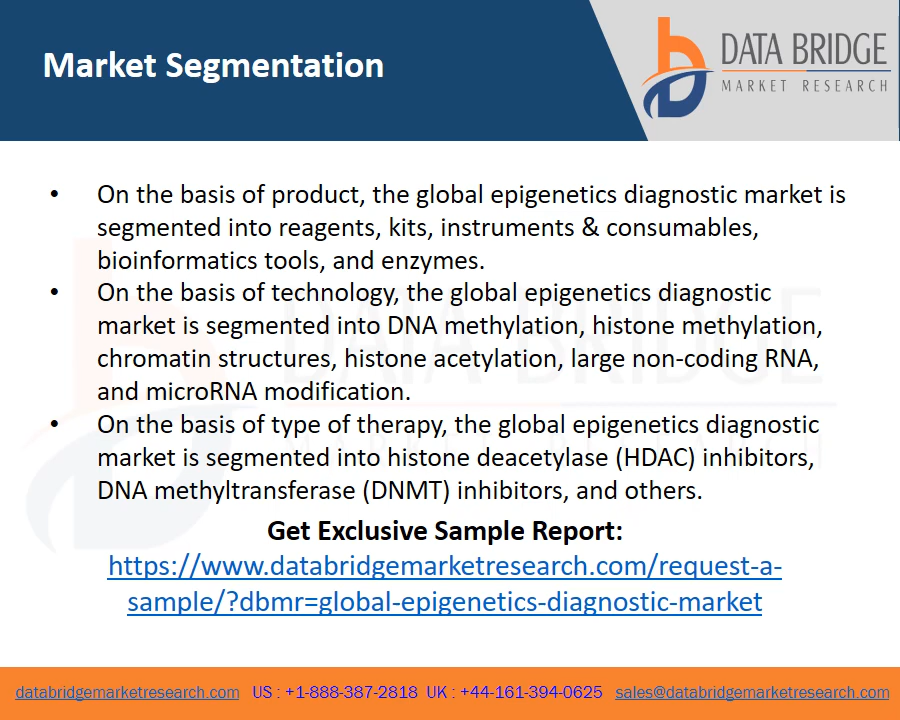 Market Segmentation
DATA BRIDGE
MARKET RESEARCH
• On the basis of product, the global epigenetics diagnostic market is
segmented into reagents, kits, instruments & consumables,
bioinformatics tools, and enzymes.
• On the basis of technology, the global epigenetics diagnostic
market is segmented into DNA methylation, histone methylation,
chromatin structures, histone acetylation, large non-coding RNA,
and microRNA modification.
• On the basis of type of therapy, the global epigenetics diagnostic
market is segmented into histone deacetylase (HDAC) inhibitors,
DNA methyltransferase (DNMT) inhibitors, and others.
Get Exclusive Sample Report:
https://www.databridgemarketresearch.com/request-a-
sample/?dbmr=global-epigenetics-diagnostic-market
DATA BRIDGE
MARKET RESEARCH
databridgemarketresearch.com US : +1-888-387-2818 UK : +44-161-394-0625 sales@databridgemarketresearch.com